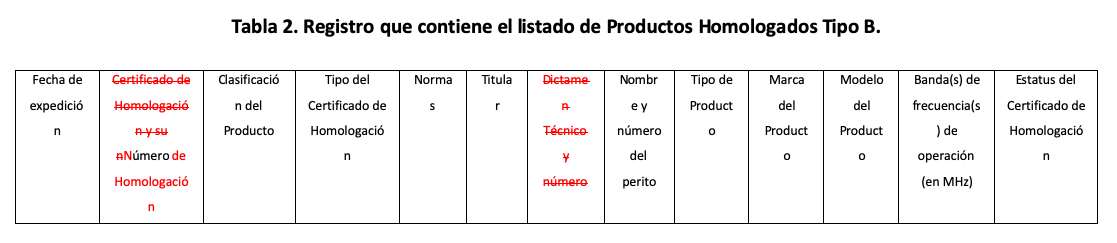 Tabla 2. Registro que contiene el listado de Productos Homologados Tipo B.
Fecha de
expedició
n
Certificado de
Homologació
n y su
nNúmero de
Homologació
n
Clasificació
n del
Producto
Tipo del
Certificado de
Homologació
n
Norma
s
Titula
r
Dictame
n
Técnico
y
número
Nombr
e y
número
del
perito
Tipo de
Product
o
Marca
del
Product
o
Modelo
del
Product
o
Banda(s) de
frecuencia(s
) de
operación
(en MHz)
Estatus del
Certificado de
Homologació
n